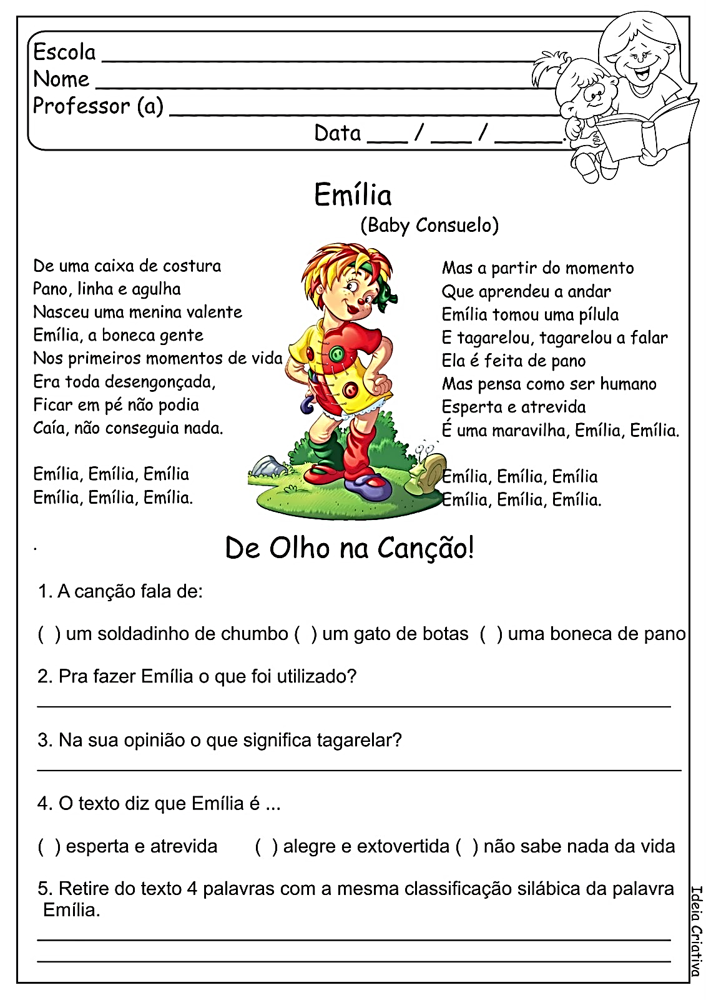 Escola ______________________
Nome ______________________
Professor (a) ______________________
Data ___ / ___ / _____.
Emília
(Baby Consuelo)
De uma caixa de costura
Pano, linha e agulha
Nasceu uma menina valente
Emília, a boneca gente
Nos primeiros momentos de vida
Era toda desengonçada,
Ficar em pé não podia
Caía, não conseguia nada.
Emília, Emília, Emília
Emília, Emília, Emília.
Mas a partir do momento
Que aprendeu a andar
Emília tomou uma pílula
E tagarelou, tagarelou a falar
Ela é feita de pano
Mas pensa como ser humano
Esperta e atrevida
É uma maravilha, Emília, Emília.
Emília, Emília, Emília
Emília, Emília, Emília.
.
De Olho na Canção!
1. A canção fala de:
( ) um soldadinho de chumbo ( ) um gato de botas ( ) uma boneca de pano
2. Pra fazer Emília o que foi utilizado?
3. Na sua opinião o que significa tagarelar?
4. O texto diz que Emília é ...
( ) esperta e atrevida ( ) alegre e extovertida ( ) não sabe nada da vida
5. Retire do texto 4 palavras com a mesma classificação silábica da palavra
Emília.
Ideia Criativa